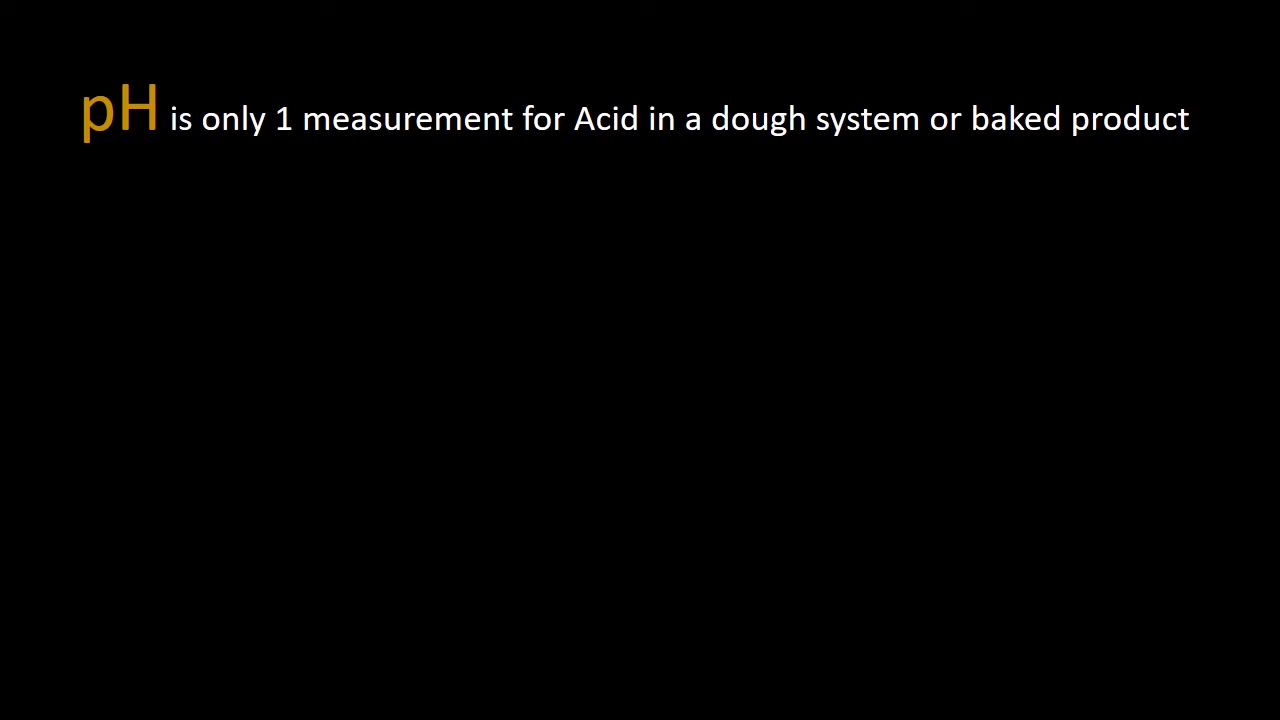 pH is only 1 measurement for Acid in a dough system or baked product